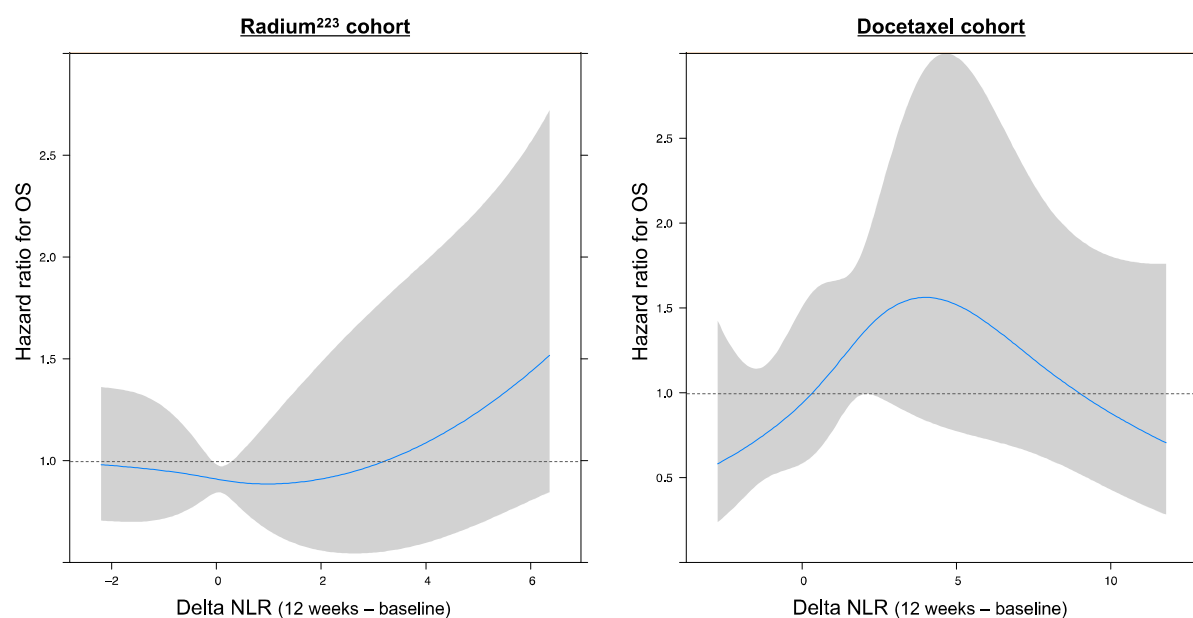 Radium²²³ cohort
Hazard ratio for OS
2.5
2.0
1.5
1.0
−2
0
2
4
6
Delta NLR (12 weeks – baseline)
Docetaxel cohort
Hazard ratio for OS
2.5
2.0
1.5
1.0
0.5
0
5
10
Delta NLR (12 weeks – baseline)